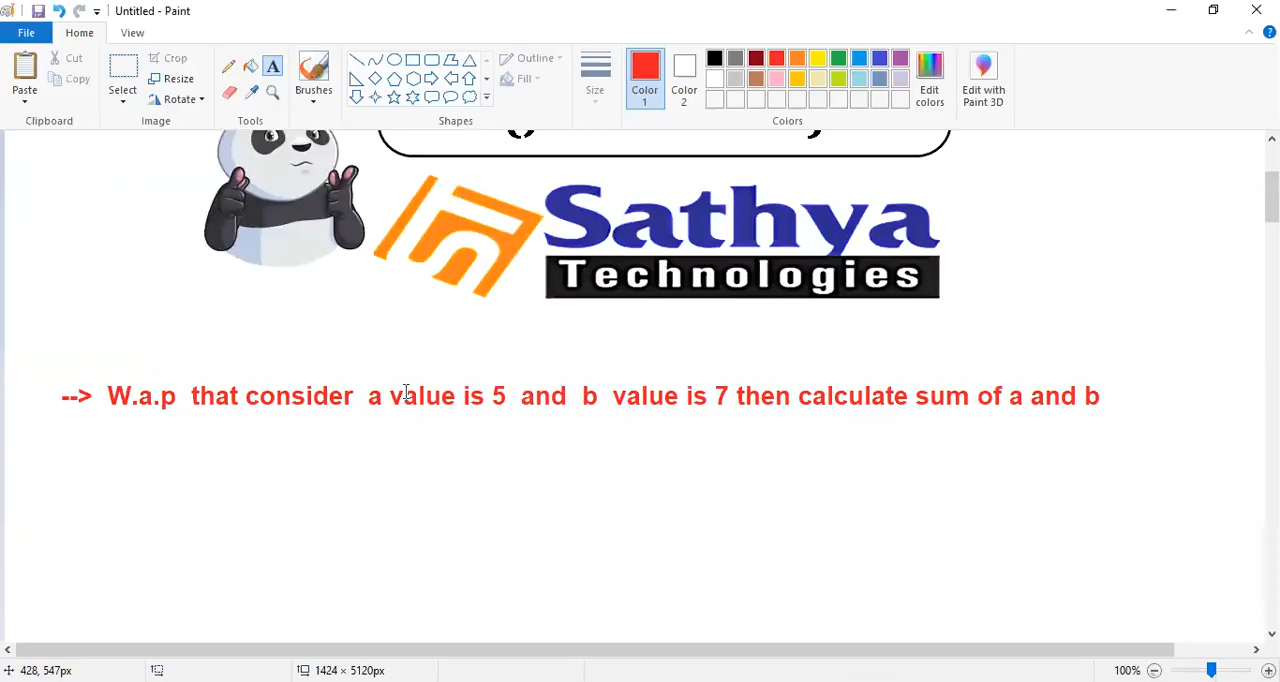 Untitled - Paint
File Home View
Paste
Cut
Copy
Clipboard
Select
Crop
Resize
Rotate
Image
A
Tools
Brushes
Outline
Fill
Shapes
Size
Color 1
Color 2
Edit colors
Colors
Edit with Paint 3D
Sathya
Technologies
--> W.a.p that consider a value is 5 and b value is 7 then calculate sum of a and b
428, 547px
1424 × 5120px
100%